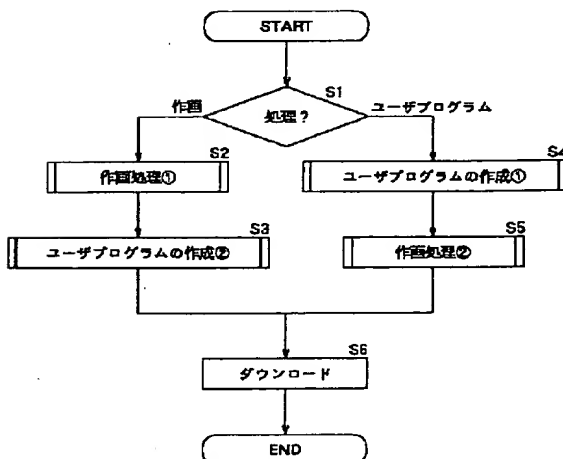 START
S1
処理?
作画
ユーザプログラム
S2
作画処理①
S4
ユーザプログラムの作成①
S3
ユーザプログラムの作成②
S5
作画処理②
S6
ダウンロード
END